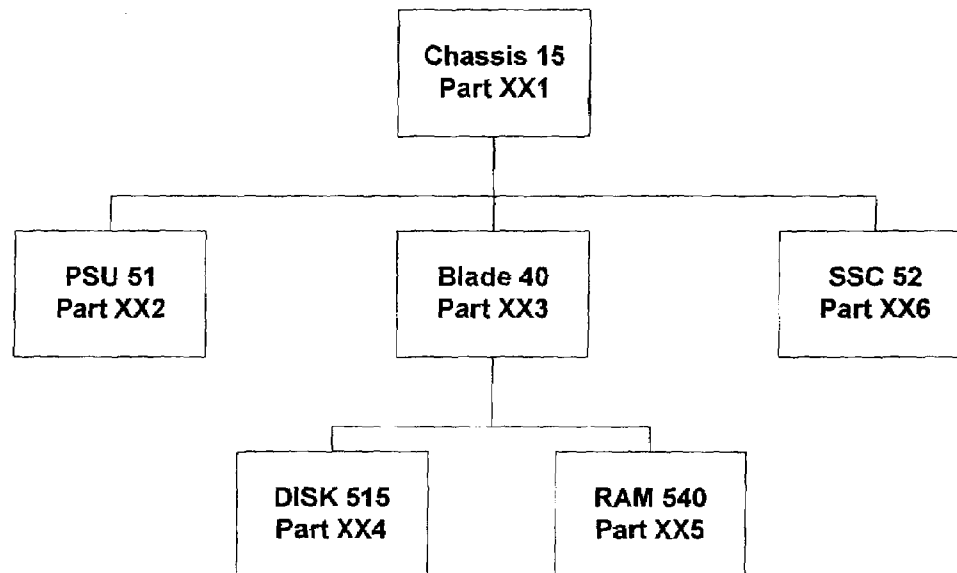 Chassis 15
Part XX1
PSU 51
Part XX2
Blade 40
Part XX3
SSC 52
Part XX6
DISK 515
Part XX4
RAM 540
Part XX5